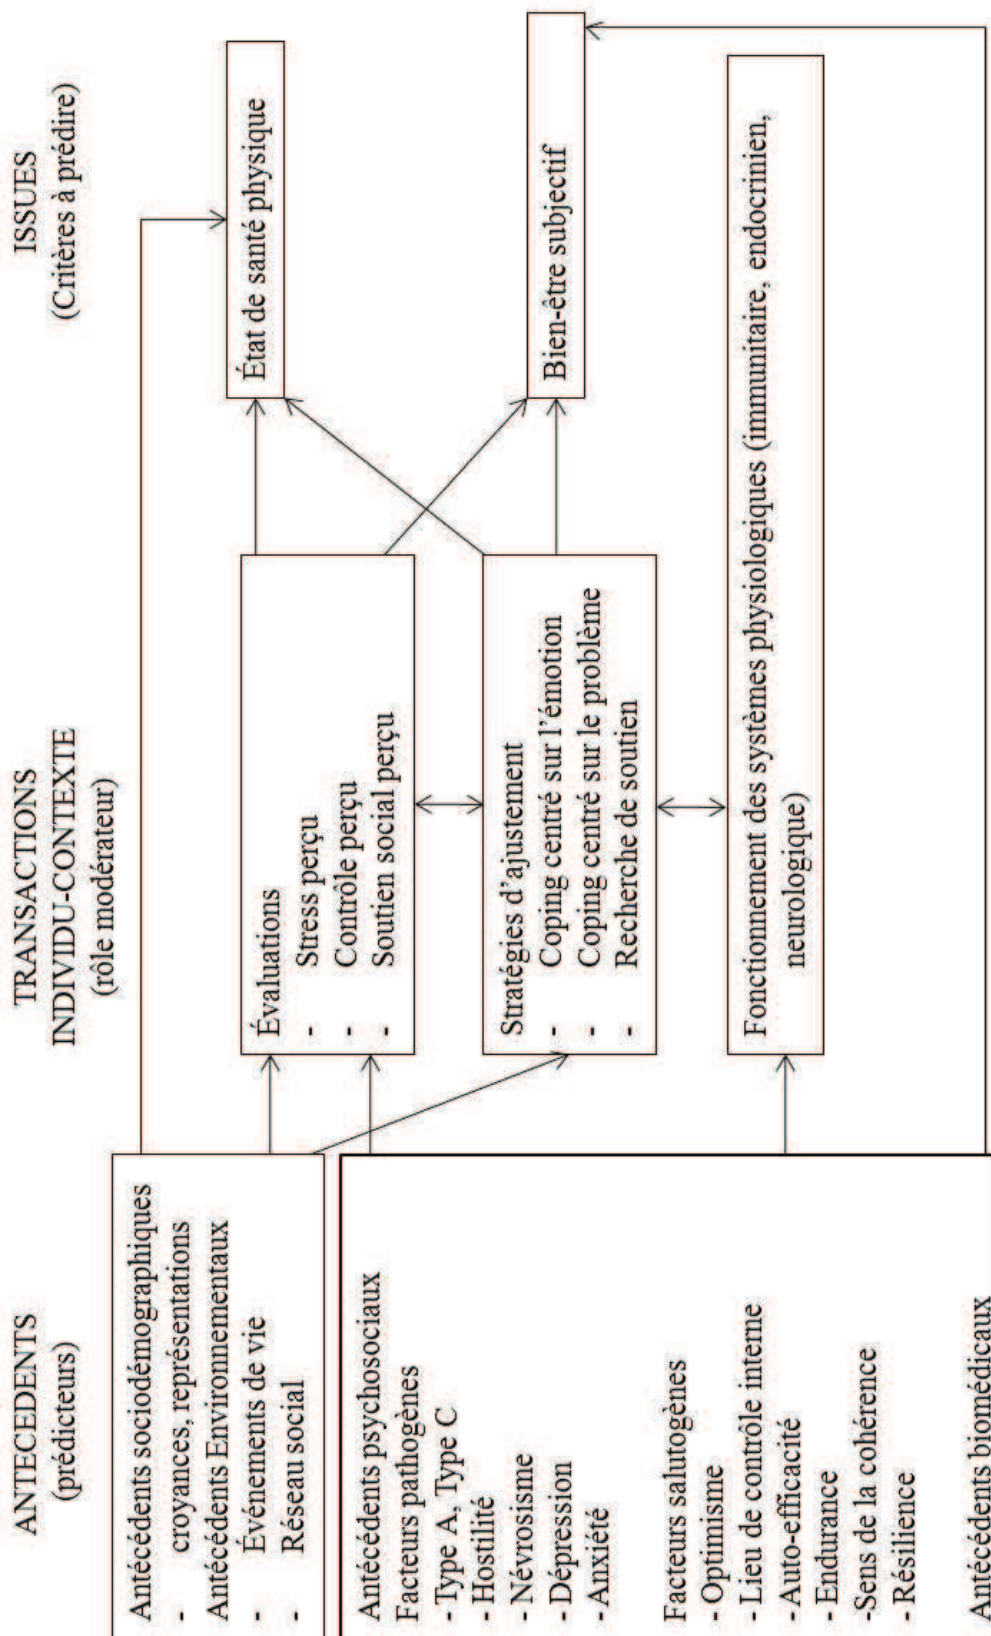 ANTECEDENTS
(prédicteurs)
Antécédents sociodémographiques
- croyances, représentations
Antécédents Environnementaux
- Événements de vie
- Réseau social
Antécédents psychosociaux
Facteurs pathogènes
- Type A, Type C
- Hostilité
- Névrosisme
- Dépression
- Anxiété
Facteurs salutogènes
- Optimisme
- Lieu de contrôle interne
- Auto-efficacité
- Endurance
-Sens de la cohérence
- Résilience
Antécédents biomédicaux
TRANSACTIONS
INDIVIDU-CONTEXTE
(rôle modérateur)
Évaluations
- Stress perçu
- Contrôle perçu
- Soutien social perçu
Stratégies d’ajustement
- Coping centré sur l’émotion
- Coping centré sur le problème
- Recherche de soutien
Fonctionnement des systèmes physiologiques (immunitaire, endocrinien,
neurologique)
ISSUES
(Critères à prédire)
État de santé physique
Bien-être subjectif